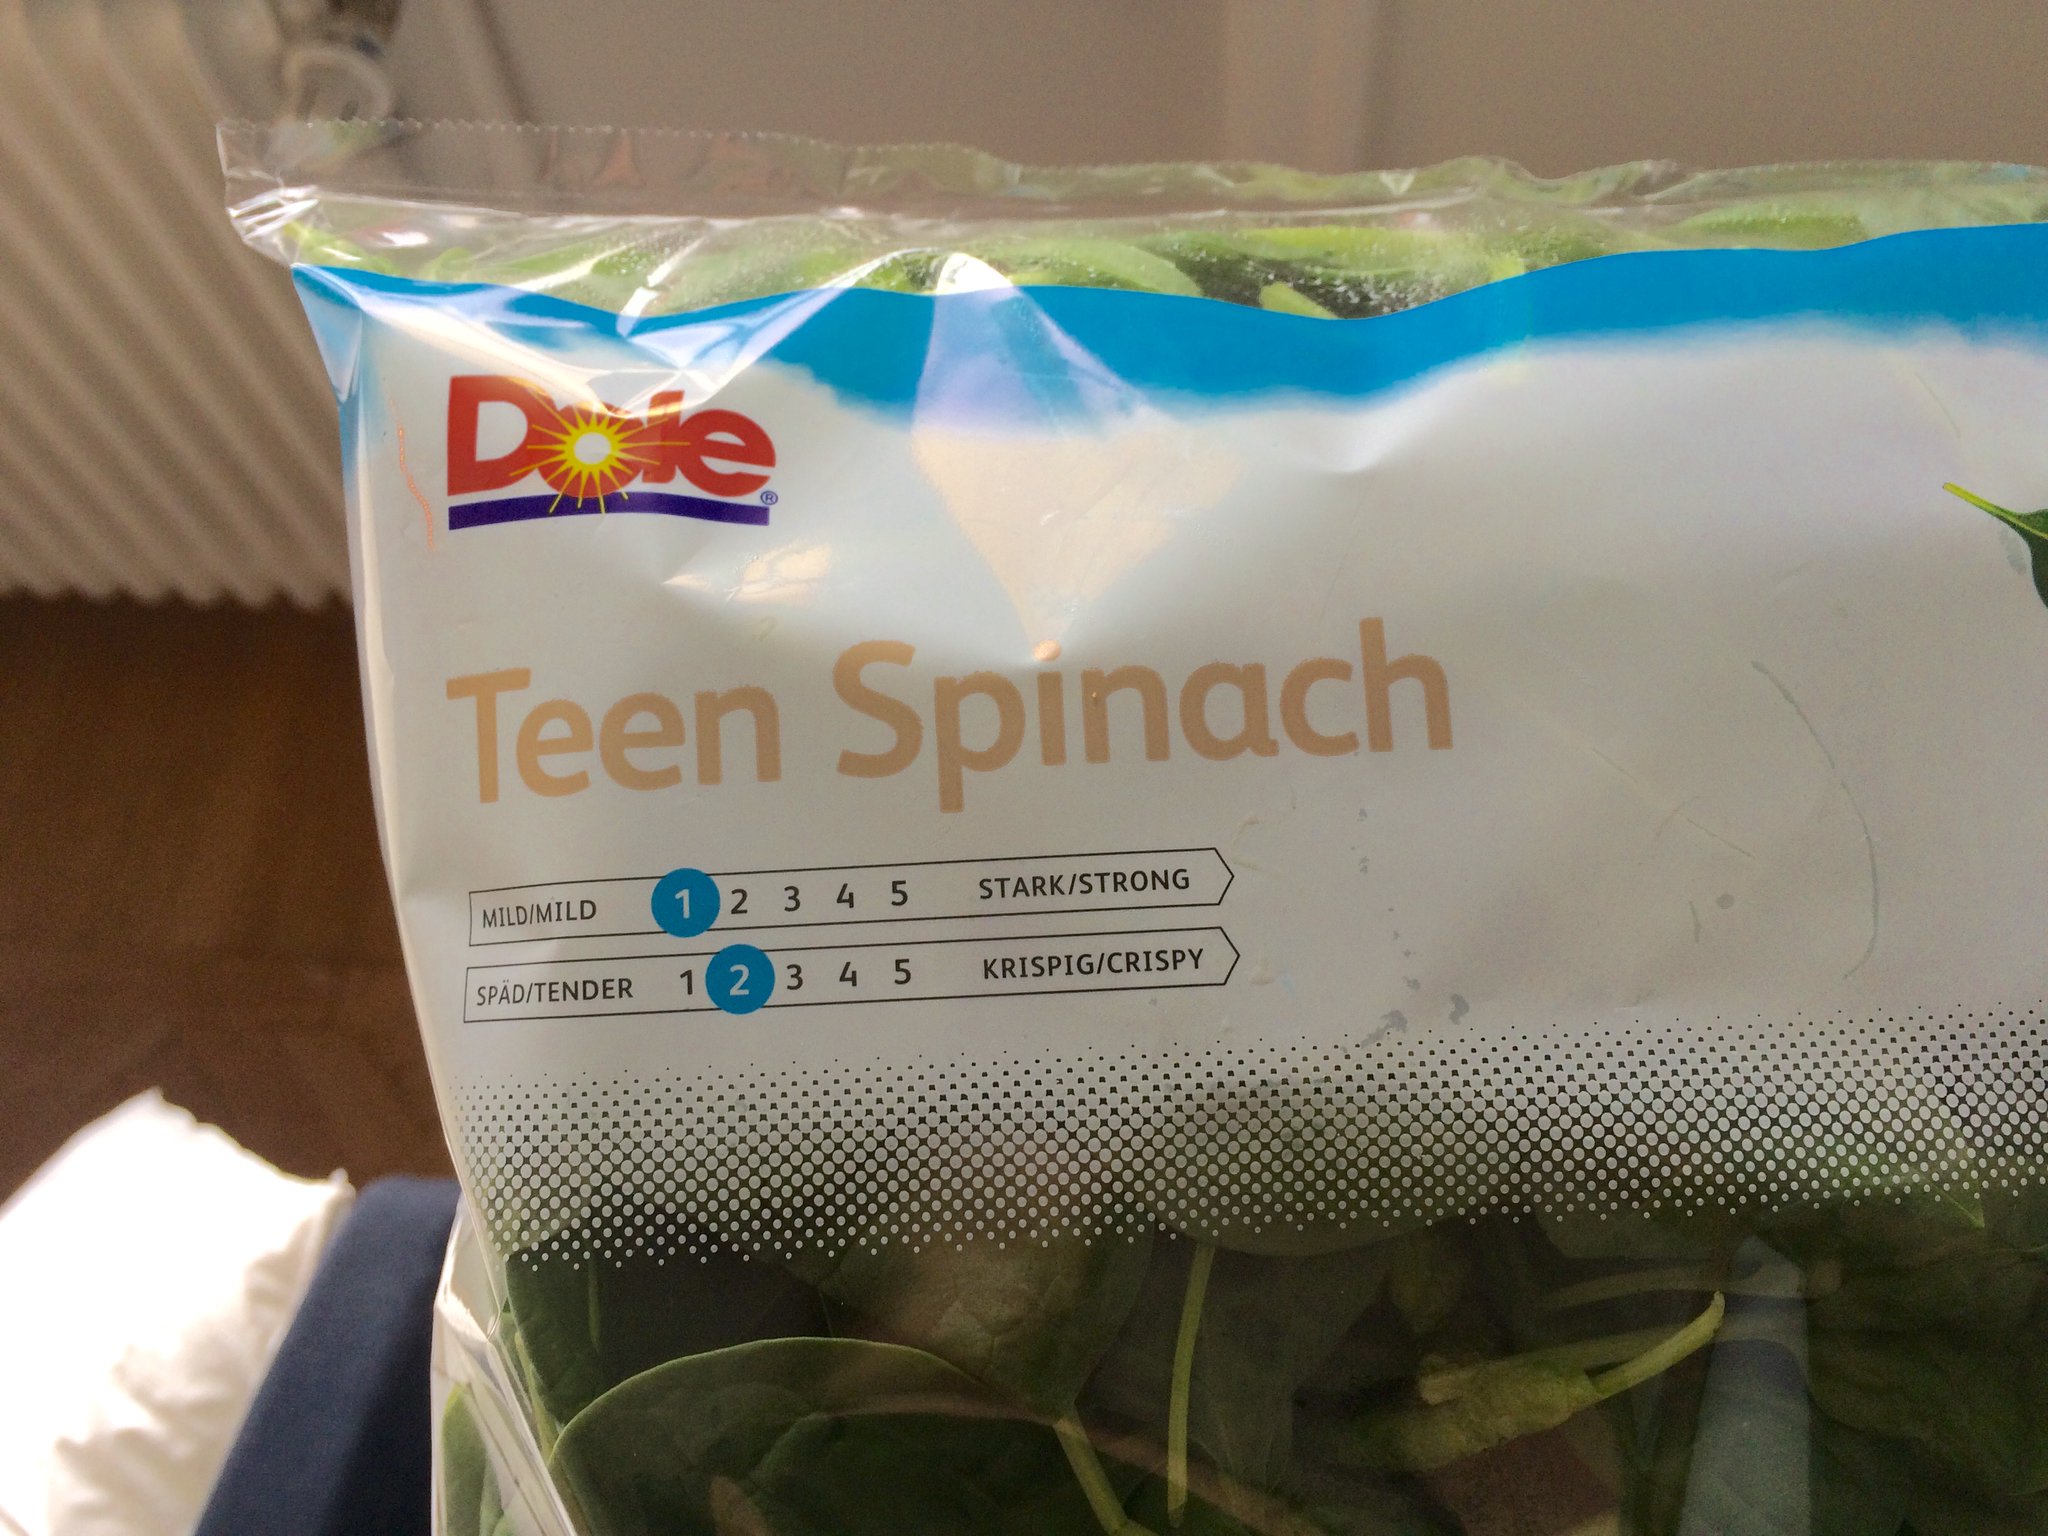 Dole®
Teen Spinach
MILD/MILD 1 2 3 4 5 STARK/STRONG
SPÄD/TENDER 1 2 3 4 5 KRISPIG/CRISPY